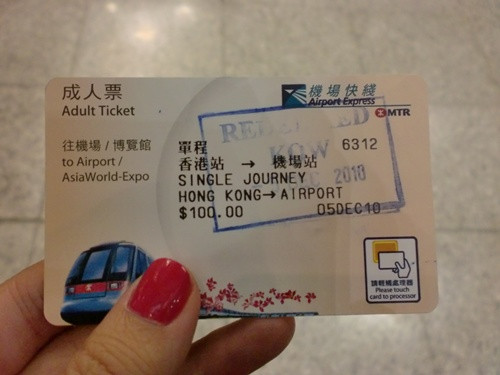 成人票
Adult Ticket
機場快綫
Airport Express
MTR
往機場 / 博覽館
to Airport /
AsiaWorld-Expo
單程 6312
香港站 → 機場站
SINGLE JOURNEY
HONG KONG→AIRPORT
$100.00 05DEC10
KOW
2010
請輕觸處理器
Please touch
card to processor